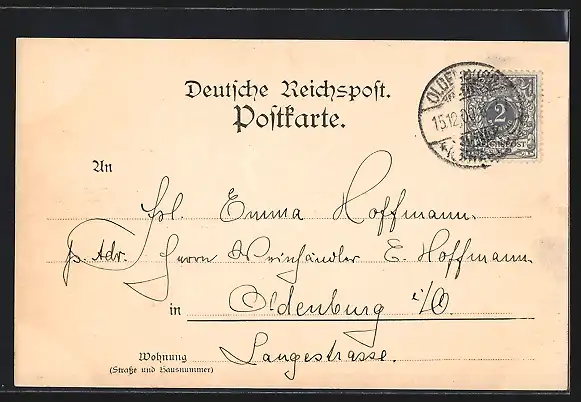 Deutsche Reichspost.
Postkarte.
OLDENBURG
15.12.00
2
REICHSPOST
An
Frl. Emma Hoffmann.
p. Adr. Herrn Weinhändler E. Hoffmann
in Oldenburg i/O.
Wohnung Langestrasse.
(Straße und Hausnummer)